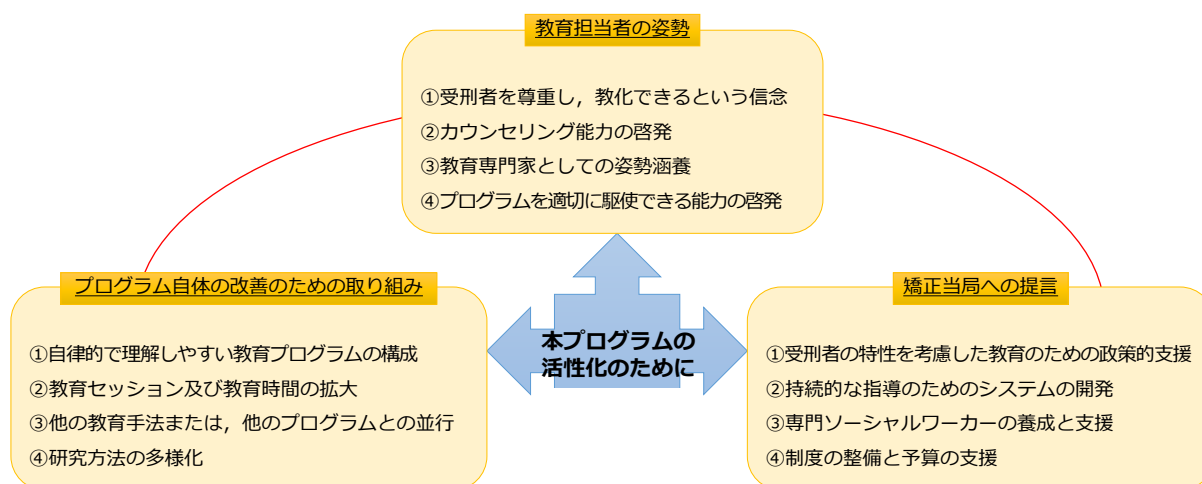 教育担当者の姿勢
①受刑者を尊重し，教化できるという信念
②カウンセリング能力の啓発
③教育専門家としての姿勢涵養
④プログラムを適切に駆使できる能力の啓発
プログラム自体の改善のための取り組み
①自律的で理解しやすい教育プログラムの構成
②教育セッション及び教育時間の拡大
③他の教育手法または，他のプログラムとの並行
④研究方法の多様化
本プログラムの
活性化のために
矯正当局への提言
①受刑者の特性を考慮した教育のための政策的支援
②持続的な指導のためのシステムの開発
③専門ソーシャルワーカーの養成と支援
④制度の整備と予算の支援